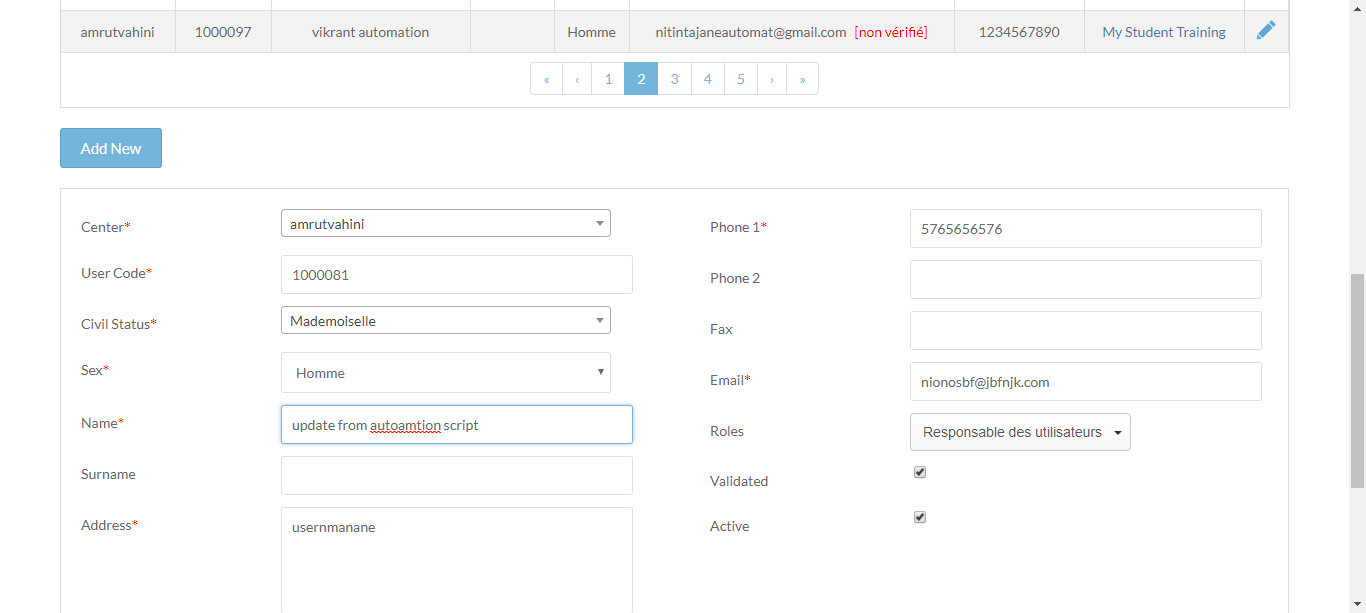 amrutvahini 1000097 vikrant automation Homme nitintajaneautomat@gmail.com [non vérifié] 1234567890 My Student Training
« ‹ 1 2 3 4 5 › »
Add New
Center* amrutvahini
User Code* 1000081
Civil Status* Mademoiselle
Sex* Homme
Name* update from autoamtion script
Surname
Address* usernmanane
Phone 1* 5765656576
Phone 2
Fax
Email* nionosbf@jbfnjk.com
Roles Responsable des utilisateurs
Validated
Active